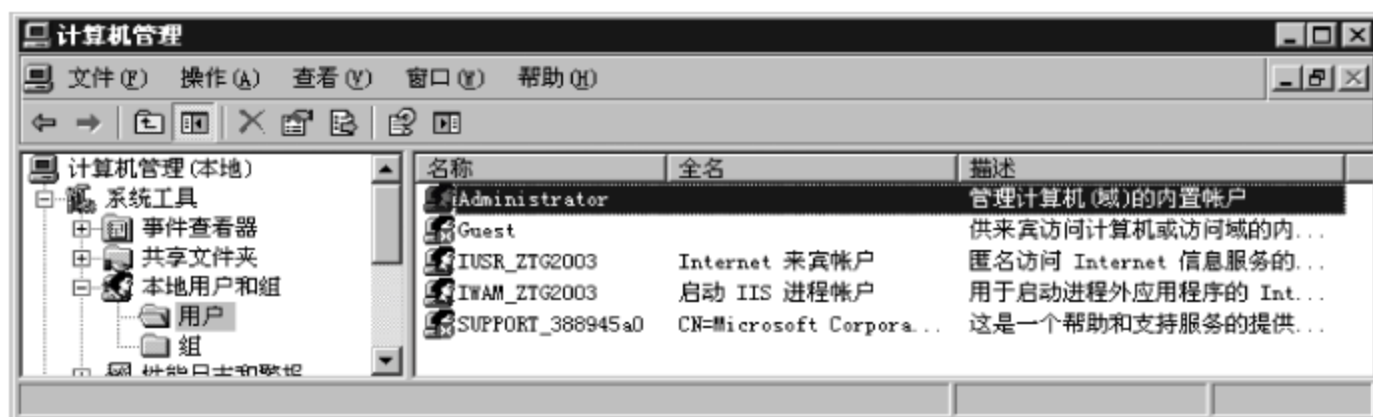 计算机管理
文件(F) 操作(A) 查看(V) 窗口(W) 帮助(H)
计算机管理(本地)
系统工具
事件查看器
共享文件夹
本地用户和组
用户
组
性能日志和警报
名称 全名 描述
Administrator 管理计算机(域)的内置帐户
Guest 供来宾访问计算机或访问域的内...
IUSR_ZTG2003 Internet 来宾帐户 匿名访问 Internet 信息服务的...
IWAM_ZTG2003 启动 IIS 进程帐户 用于启动进程外应用程序的 Int...
SUPPORT_388945a0 CN=Microsoft Corpora... 这是一个帮助和支持服务的提供...